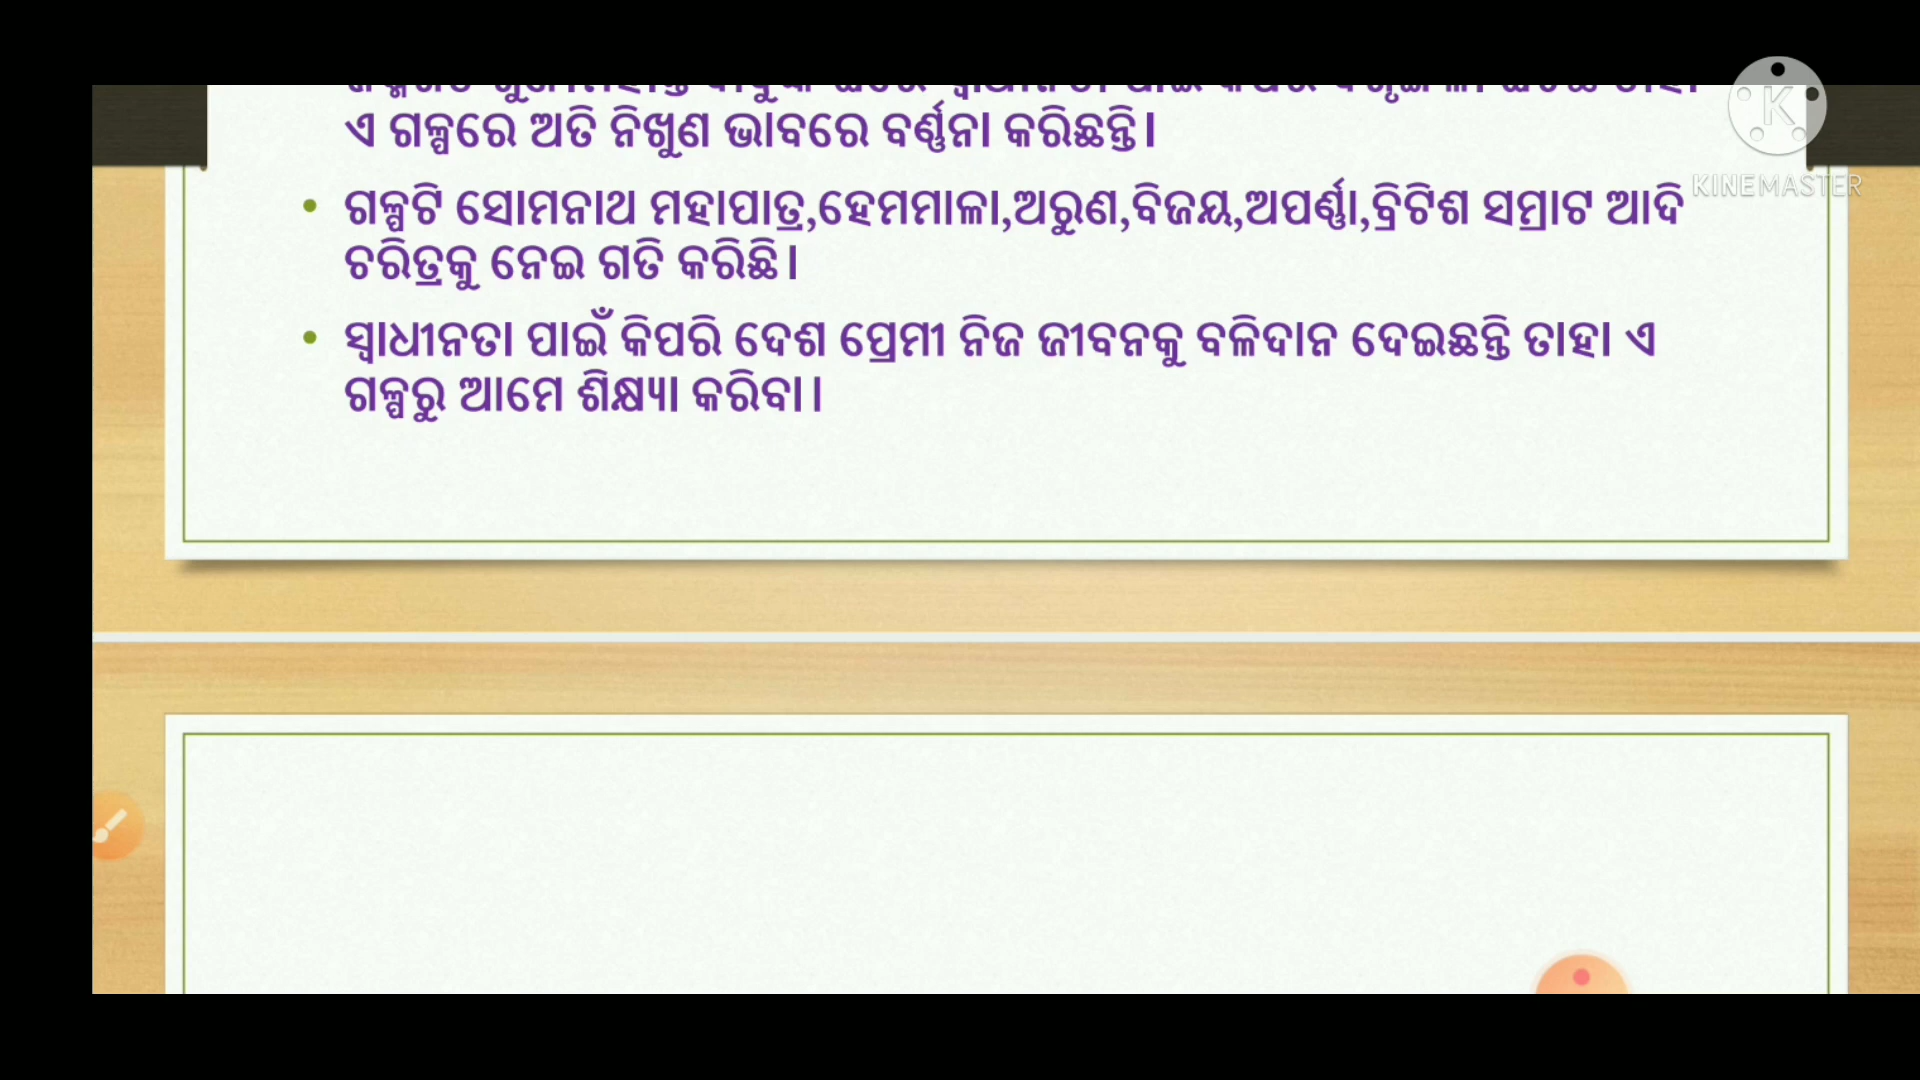 ଏ ଗଳ୍ପରେ ଅତି ନିଖୁଣ ଭାବରେ ବର୍ଣ୍ଣନା କରିଛନ୍ତି।
• ଗଳ୍ପଟି ସୋମନାଥ ମହାପାତ୍ର,ହେମମାଳା,ଅରୁଣ,ବିଜୟ,ଅପର୍ଣ୍ଣା,ବ୍ରିଟିଶ ସମ୍ରାଟ ଆଦି
ଚରିତ୍ରକୁ ନେଇ ଗତି କରିଛି।
• ସ୍ୱାଧୀନତା ପାଇଁ କିପରି ଦେଶ ପ୍ରେମୀ ନିଜ ଜୀବନକୁ ବଳିଦାନ ଦେଇଛନ୍ତି ତାହା ଏ
ଗଳ୍ପରୁ ଆମେ ଶିକ୍ଷ୍ୟା କରିବା।
K
KINEMASTER